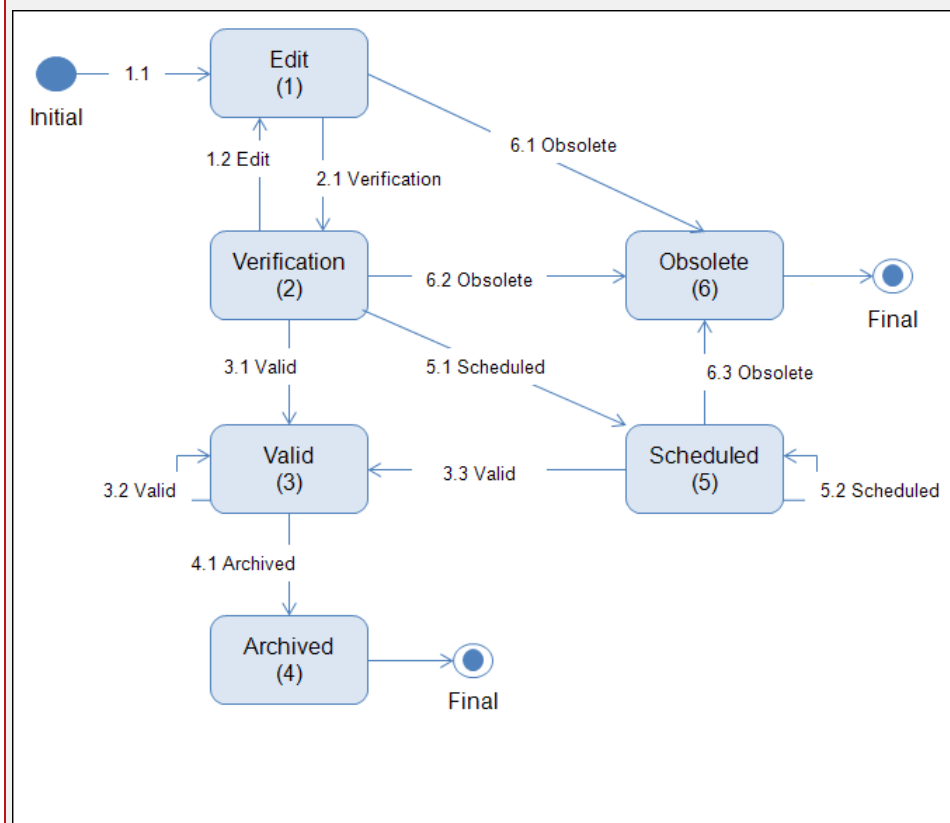 Edit
(1)
1.1
Initial
1.2 Edit
2.1 Verification
6.1 Obsolete
Verification
(2)
6.2 Obsolete
Obsolete
(6)
Final
3.1 Valid
5.1 Scheduled
6.3 Obsolete
Valid
(3)
3.2 Valid
3.3 Valid
Scheduled
(5)
5.2 Scheduled
4.1 Archived
Archived
(4)
Final